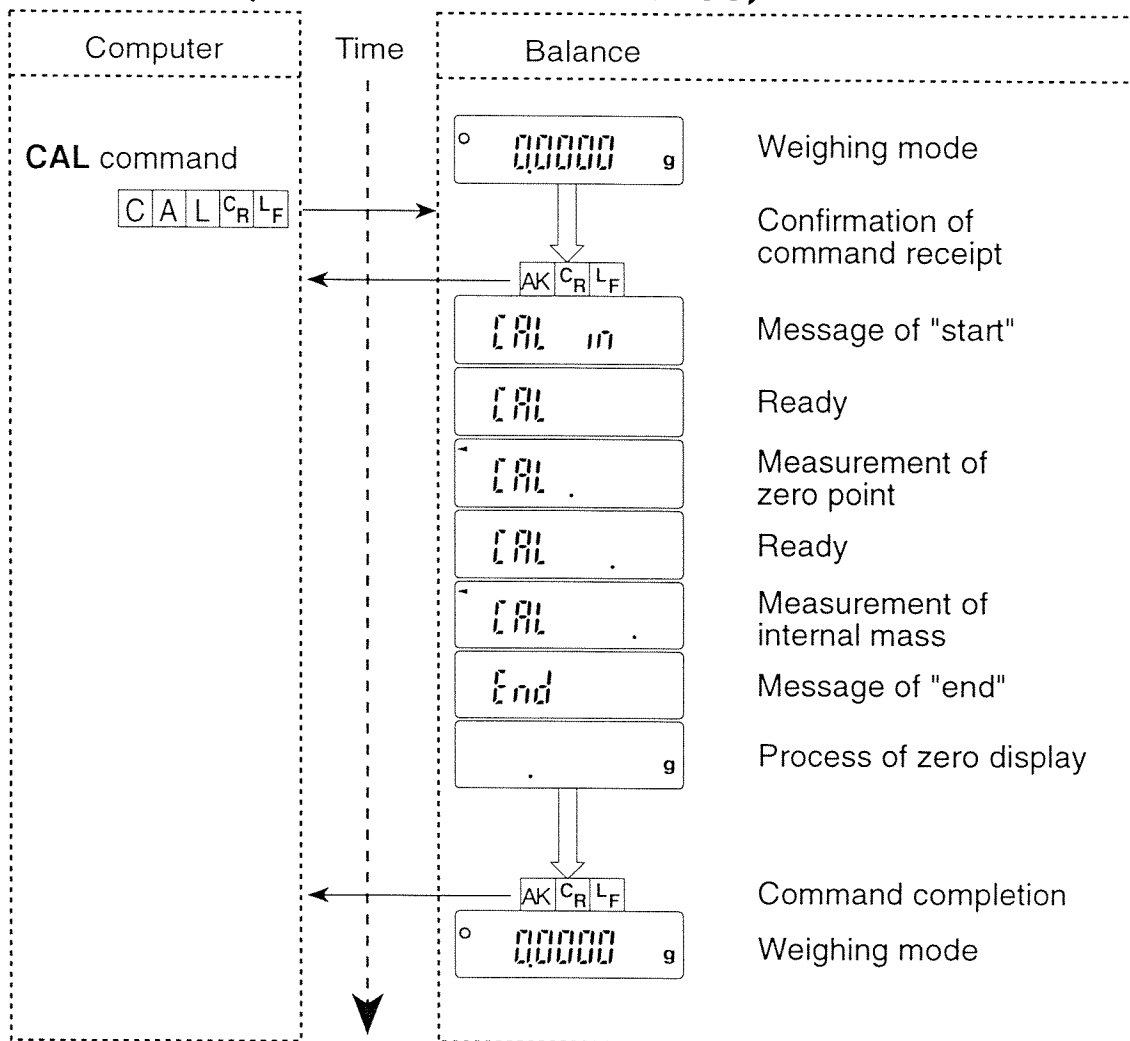 Computer Time Balance
0.0000 g Weighing mode
CAL command
C A L CR LF
Confirmation of
command receipt
AK CR LF
CAL in Message of "start"
CAL Ready
CAL . Measurement of
zero point
CAL . Ready
CAL . Measurement of
internal mass
End Message of "end"
. g Process of zero display
AK CR LF Command completion
0.0000 g Weighing mode